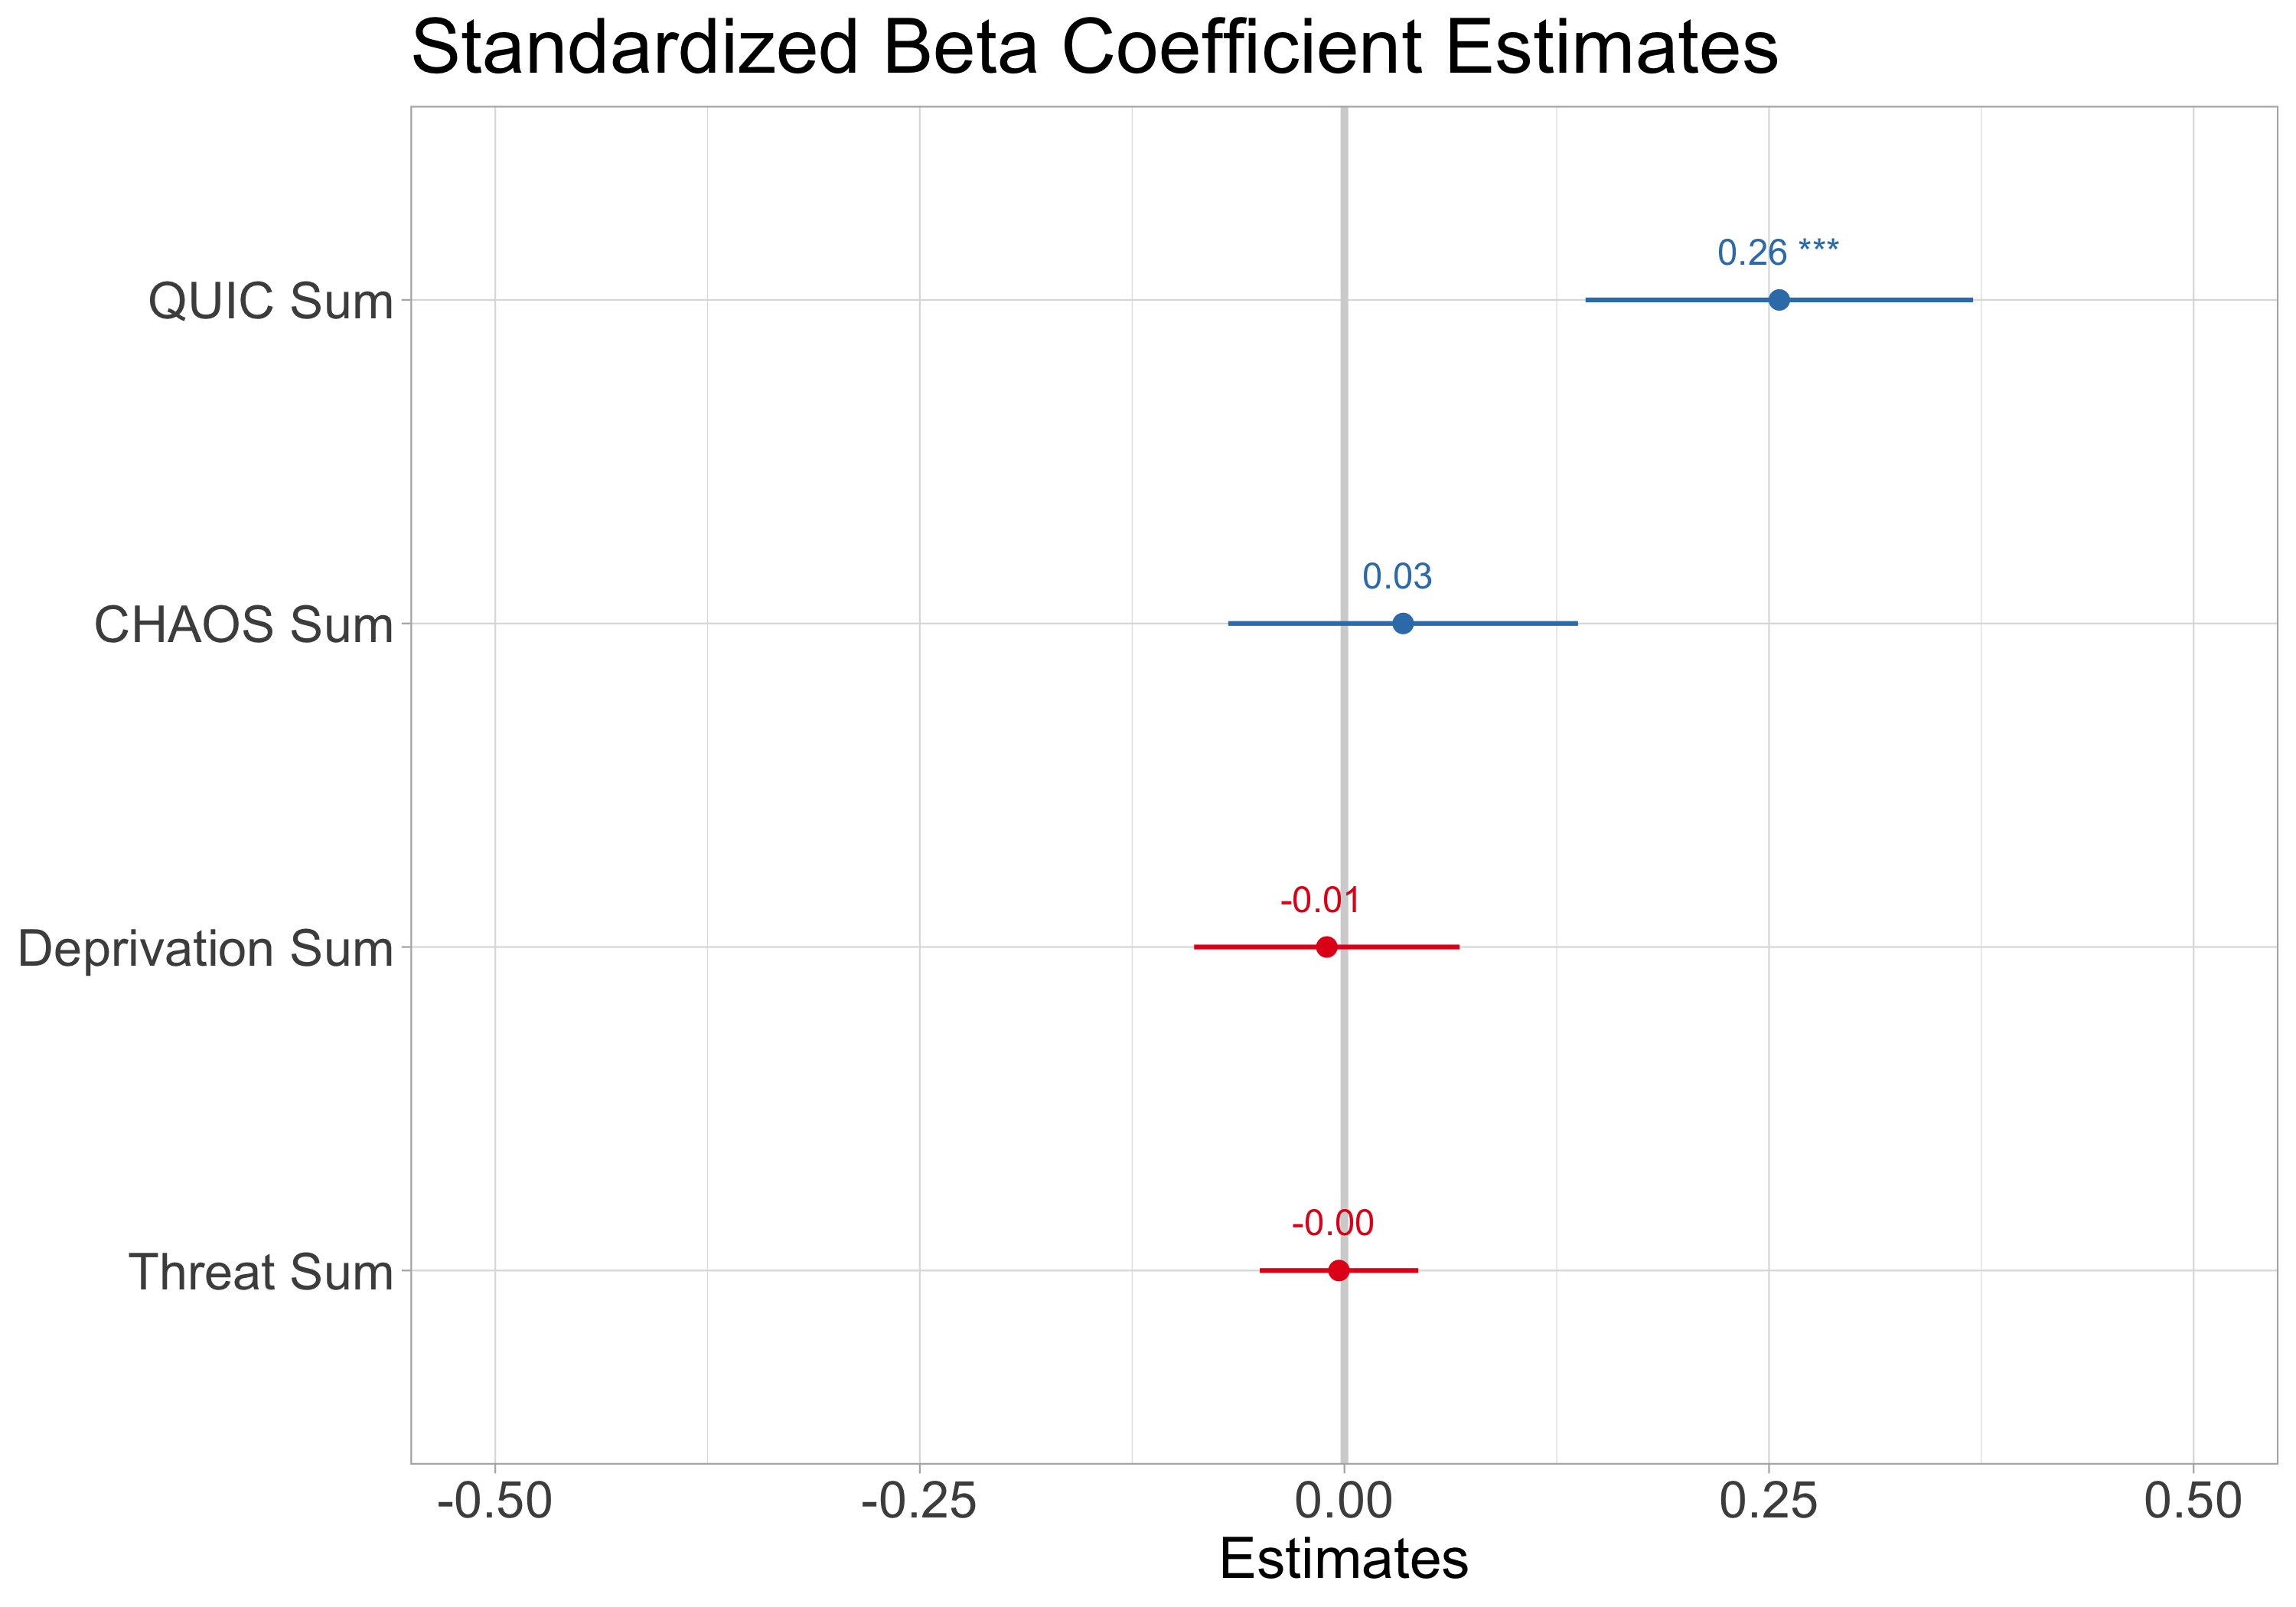 Standardized Beta Coefficient Estimates
QUIC Sum
0.26 ***
CHAOS Sum
0.03
Deprivation Sum
-0.01
Threat Sum
-0.00
-0.50 -0.25 0.00 0.25 0.50
Estimates